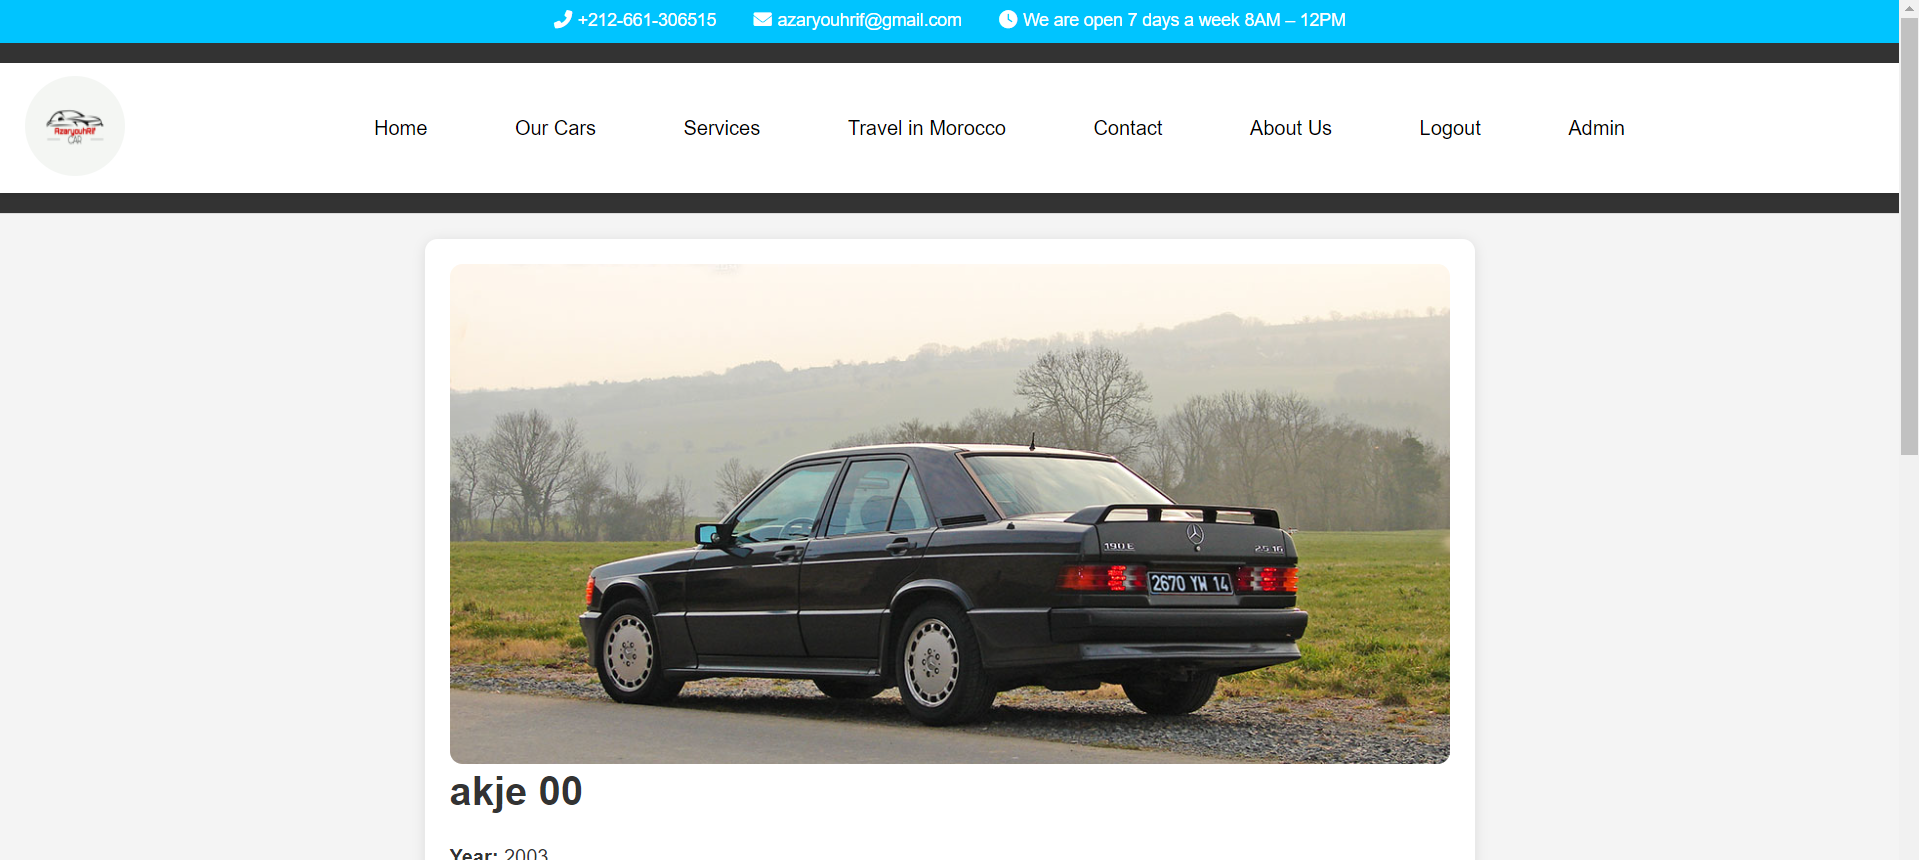 +212-661-306515 azaryouhrif@gmail.com We are open 7 days a week 8AM – 12PM
AzaryouhRif
CAR
Home Our Cars Services Travel in Morocco Contact About Us Logout Admin
190 E 2.5-16
2670 YW 14
akje 00
Year: 2003